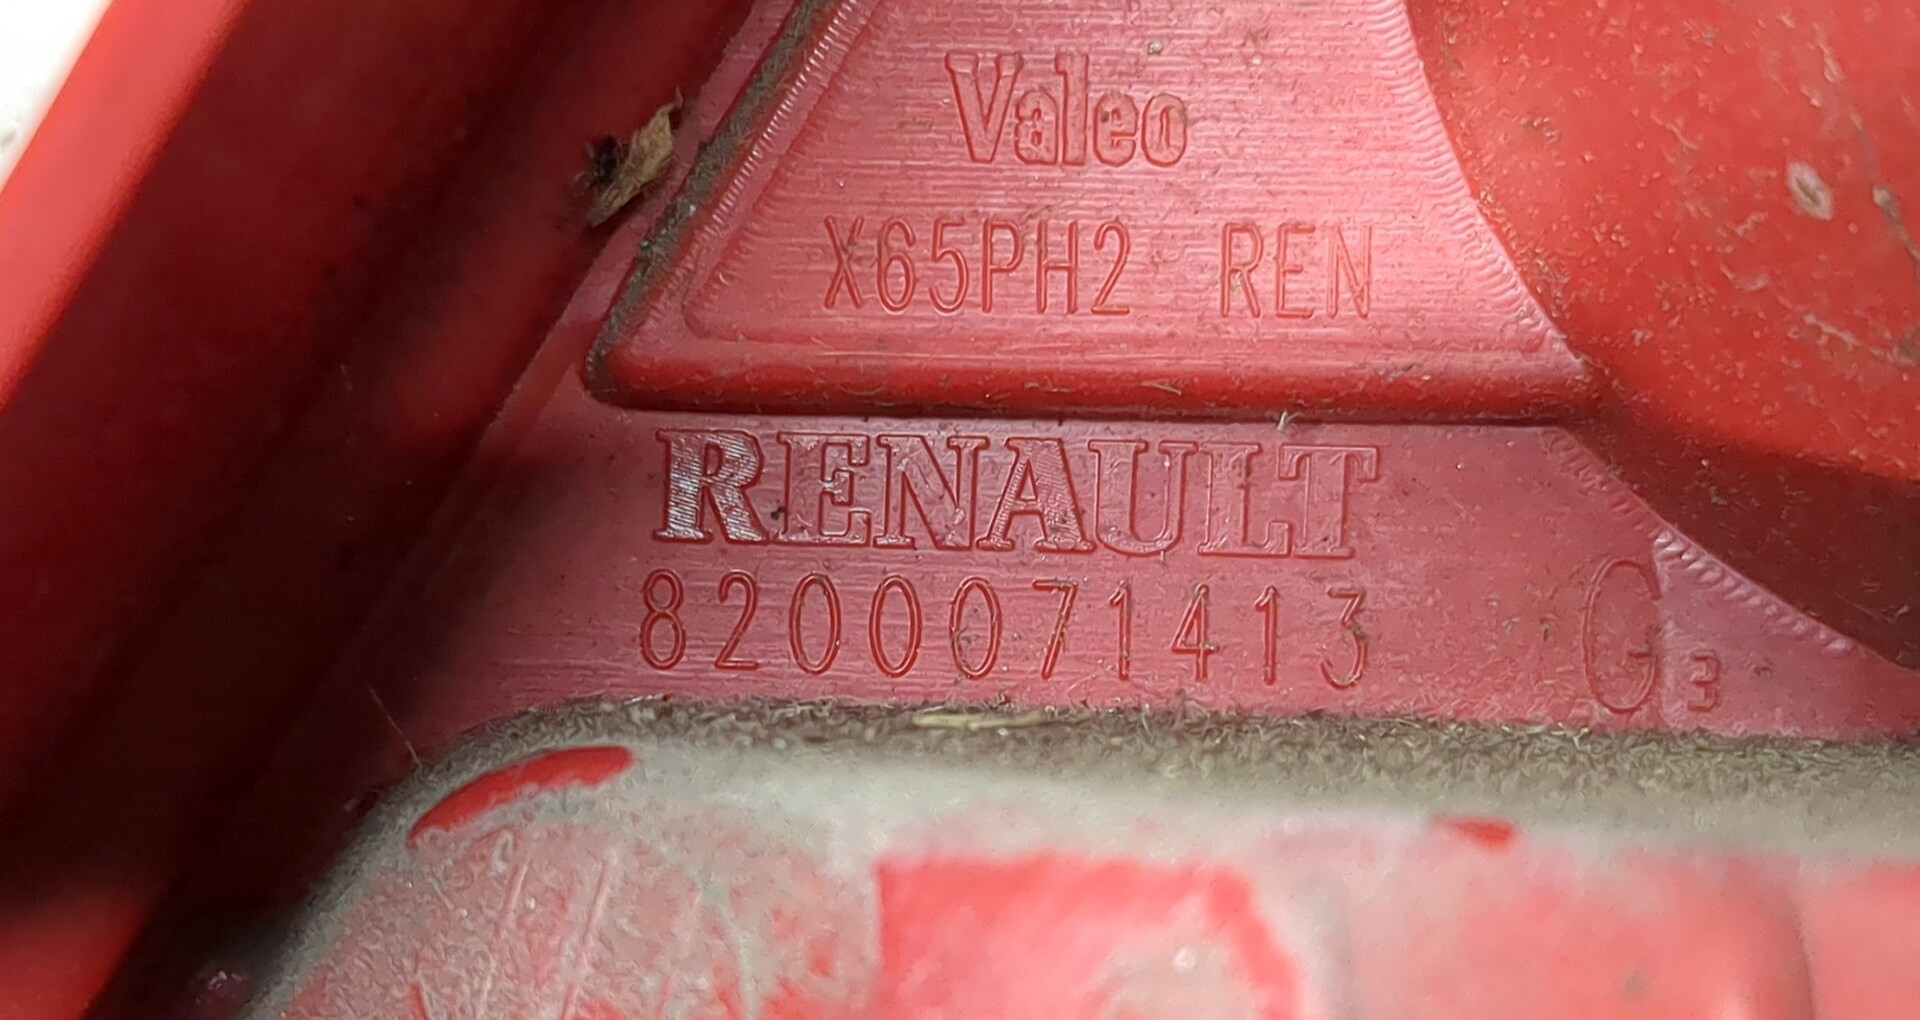 Valeo
X65PH2 REN
RENAULT
8200071413 G3